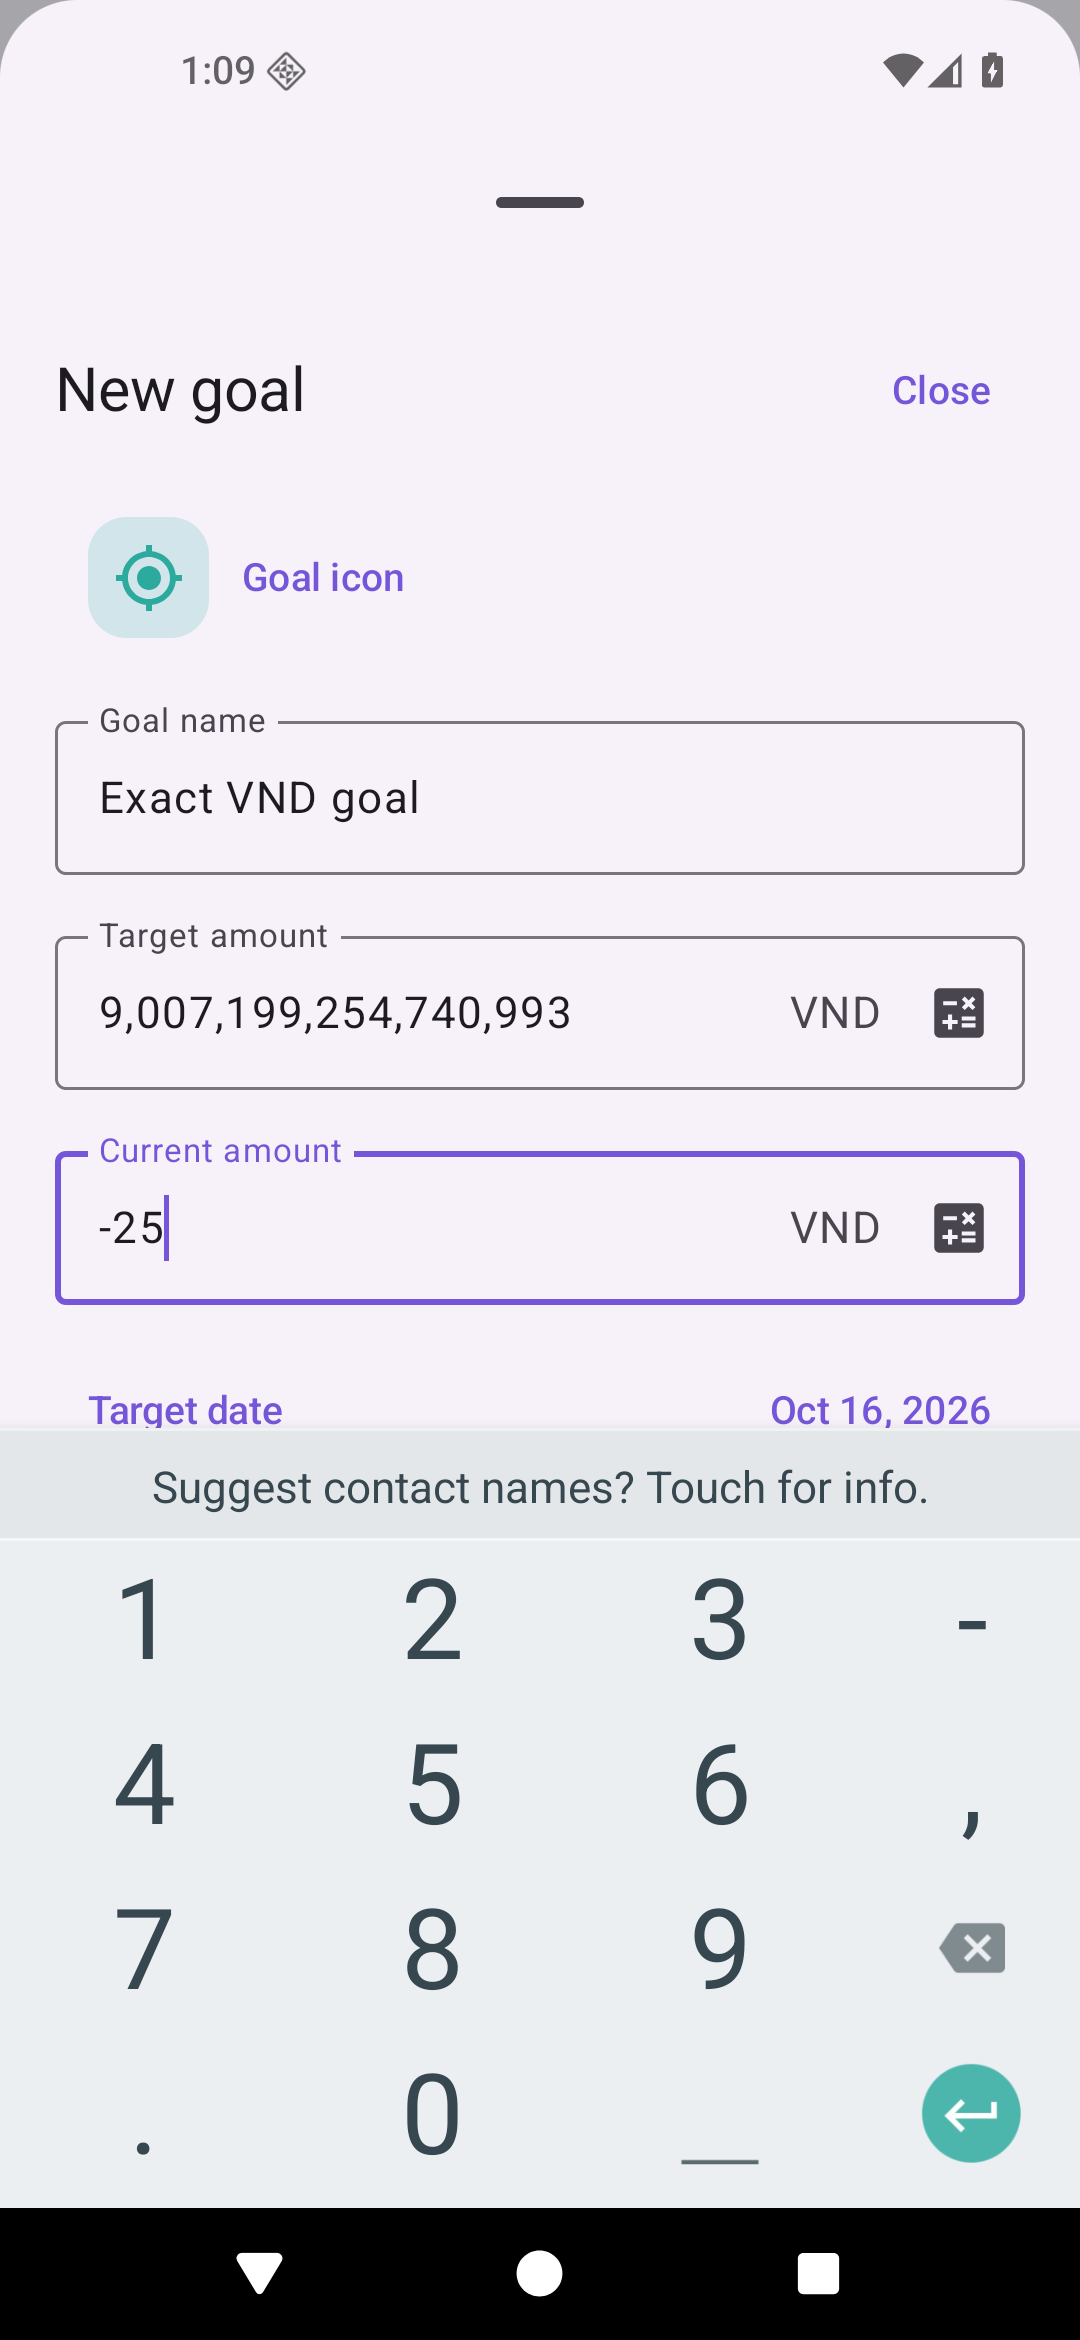 1:09
New goal
Close
Goal icon
Goal name
Exact VND goal
Target amount
9,007,199,254,740,993 VND
Current amount
-25 VND
Target date Oct 16, 2026
Suggest contact names? Touch for info.
1 2 3 -
4 5 6 ,
7 8 9
. 0